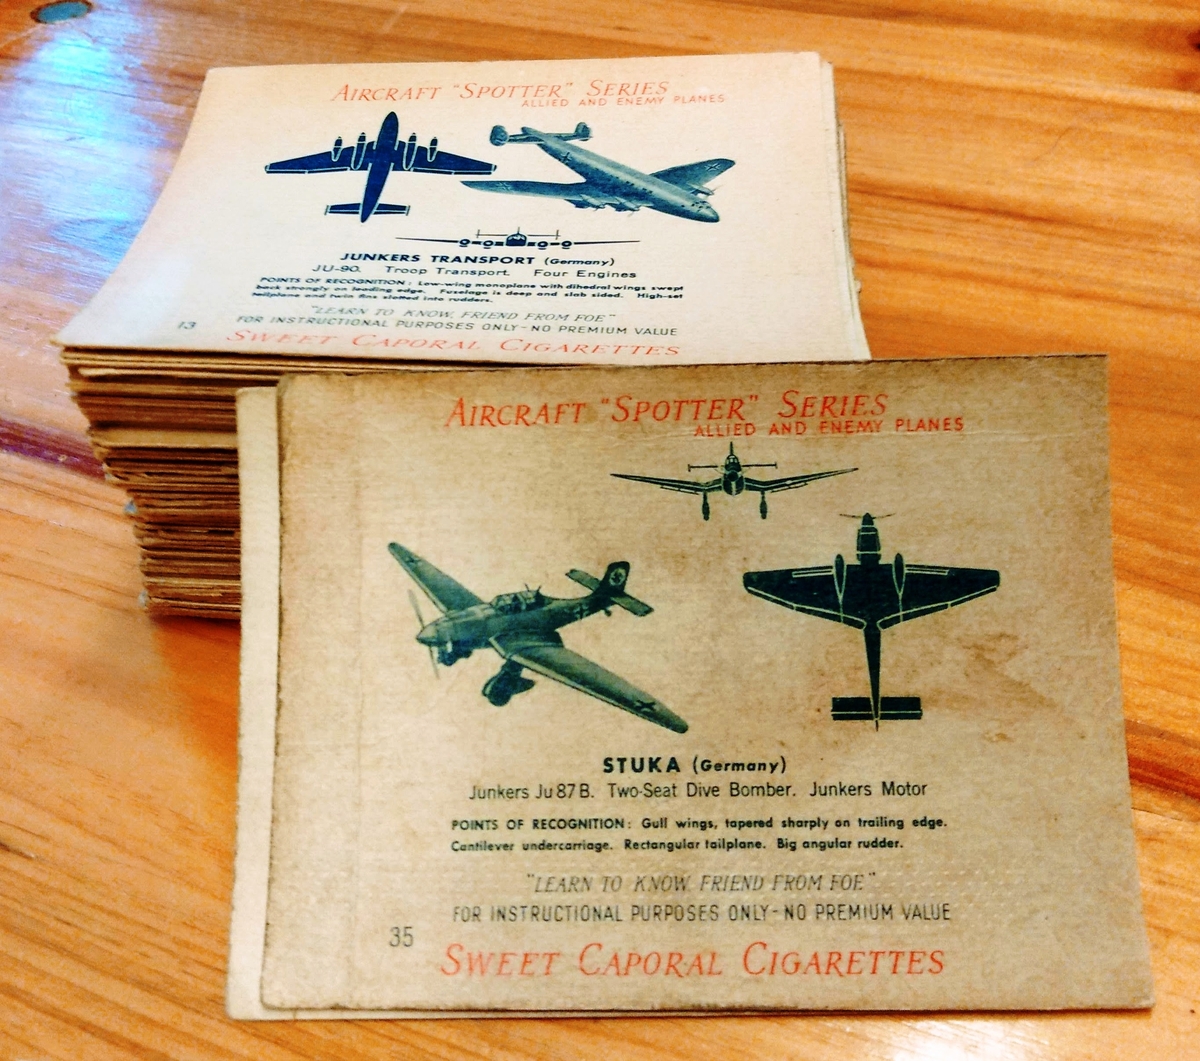 AIRCRAFT "SPOTTER" SERIES
ALLIED AND ENEMY PLANES
JUNKERS TRANSPORT (Germany)
JU-90. Troop Transport. Four Engines
POINTS OF RECOGNITION: Low-wing monoplane with dihedral wings swept
back strongly on leading edge. Fuselage is deep and slab sided. High-set
tailplane and twin fins slotted into rudders.
"LEARN TO KNOW, FRIEND FROM FOE"
FOR INSTRUCTIONAL PURPOSES ONLY-NO PREMIUM VALUE
13
SWEET CAPORAL CIGARETTES
AIRCRAFT "SPOTTER" SERIES
ALLIED AND ENEMY PLANES
STUKA (Germany)
Junkers Ju 87 B. Two-Seat Dive Bomber. Junkers Motor
POINTS OF RECOGNITION: Gull wings, tapered sharply on trailing edge.
Cantilever undercarriage. Rectangular tailplane. Big angular rudder.
"LEARN TO KNOW, FRIEND FROM FOE"
FOR INSTRUCTIONAL PURPOSES ONLY-NO PREMIUM VALUE
35
SWEET CAPORAL CIGARETTES